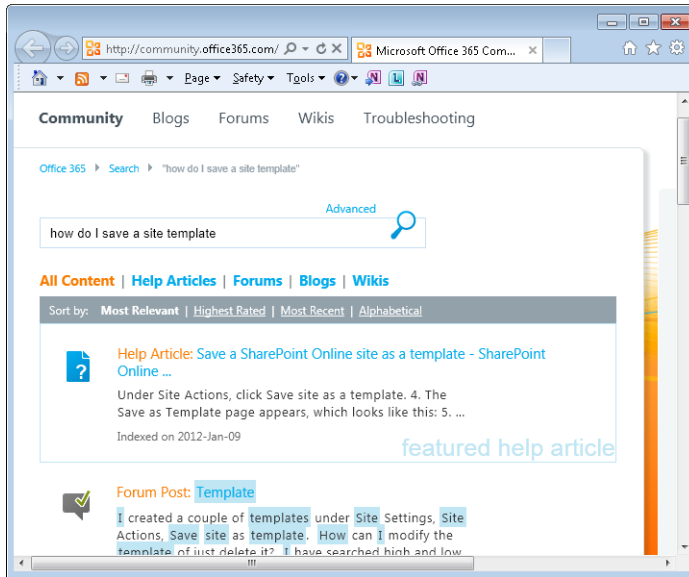 http://community.office365.com/
Microsoft Office 365 Com...
Page Safety Tools
Community Blogs Forums Wikis Troubleshooting
Office 365 Search "how do I save a site template"
Advanced
how do I save a site template
All Content | Help Articles | Forums | Blogs | Wikis
Sort by: Most Relevant | Highest Rated | Most Recent | Alphabetical
Help Article: Save a SharePoint Online site as a template - SharePoint
Online ...
Under Site Actions, click Save site as a template. 4. The
Save as Template page appears, which looks like this: 5. ...
Indexed on 2012-Jan-09
featured help article
Forum Post: Template
I created a couple of templates under Site Settings, Site
Actions, Save site as template. How can I modify the
template of just delete it? I have searched high and low